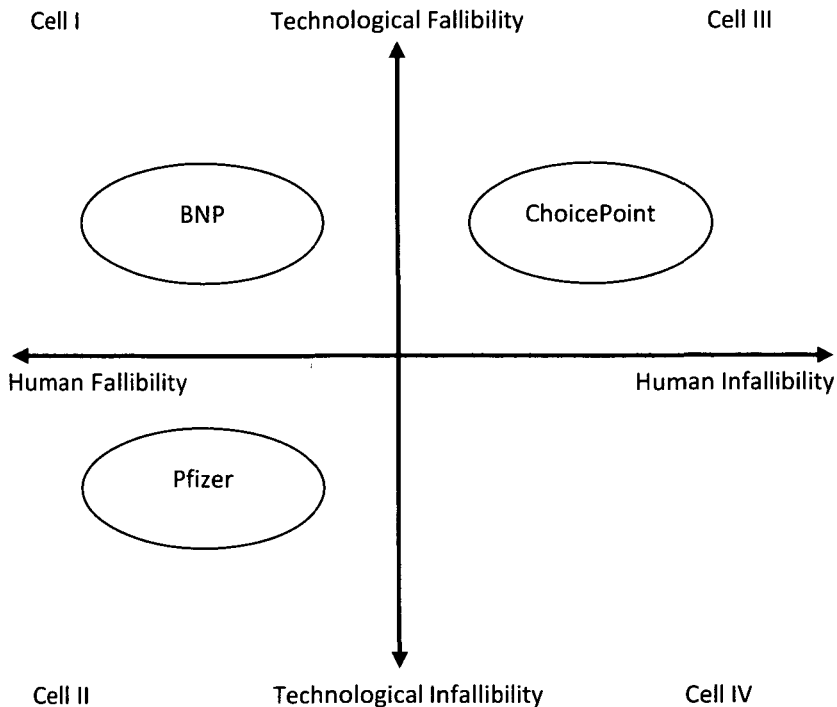 Cell I
Technological Fallibility
Cell III
BNP
ChoicePoint
Human Fallibility
Human Infallibility
Pfizer
Cell II
Technological Infallibility
Cell IV